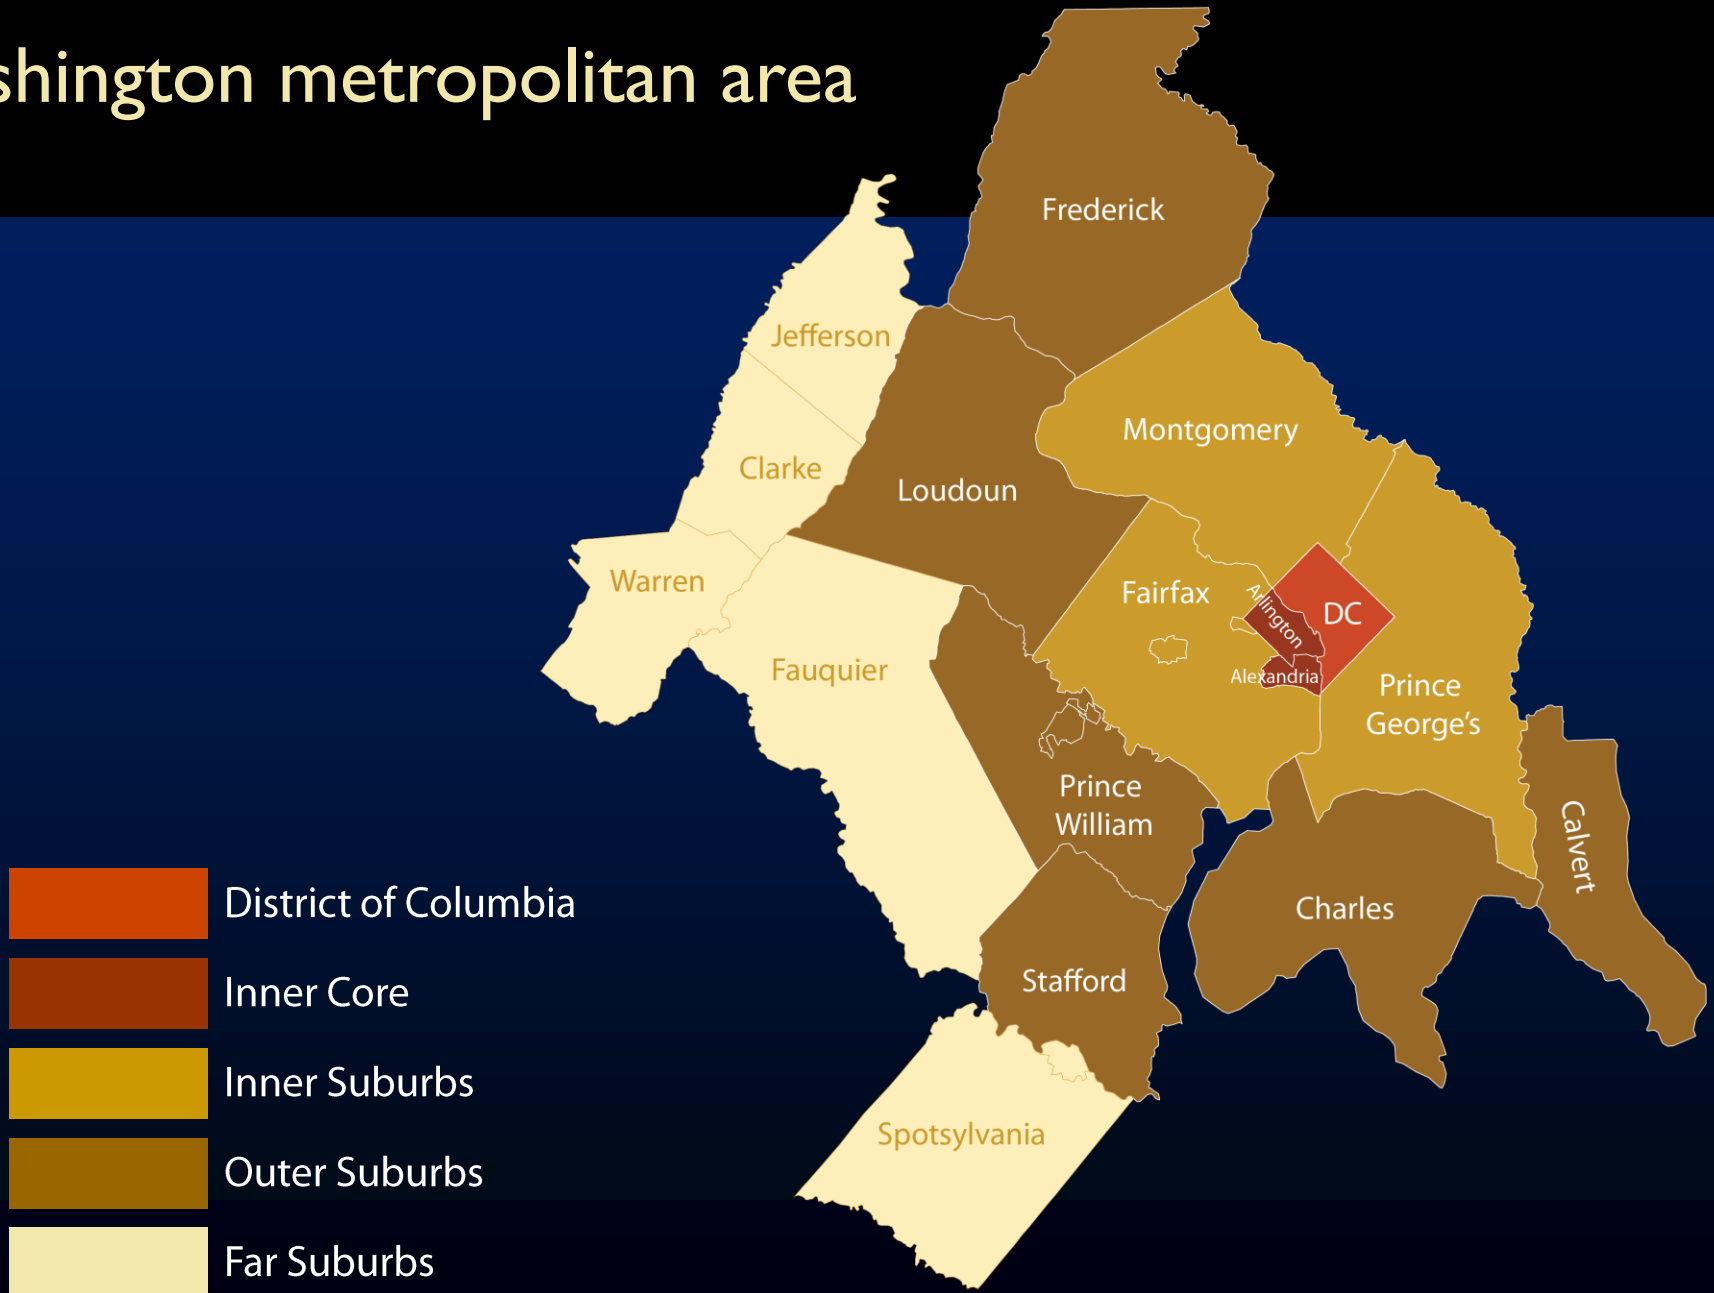 shington metropolitan area
Frederick
Jefferson
Montgomery
Clarke
Loudoun
Warren
Fairfax
Arlington
DC
Fauquier
Alexandria
Prince
George's
Prince
William
Calvert
Charles
Stafford
Spotsylvania
District of Columbia
Inner Core
Inner Suburbs
Outer Suburbs
Far Suburbs